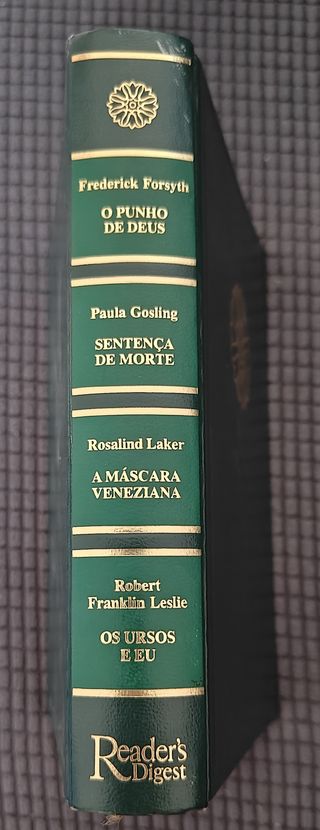 Frederick Forsyth
O PUNHO
DE DEUS
Paula Gosling
SENTENÇA
DE MORTE
Rosalind Laker
A MÁSCARA
VENEZIANA
Robert
Franklin Leslie
OS URSOS
E EU
Reader's
Digest